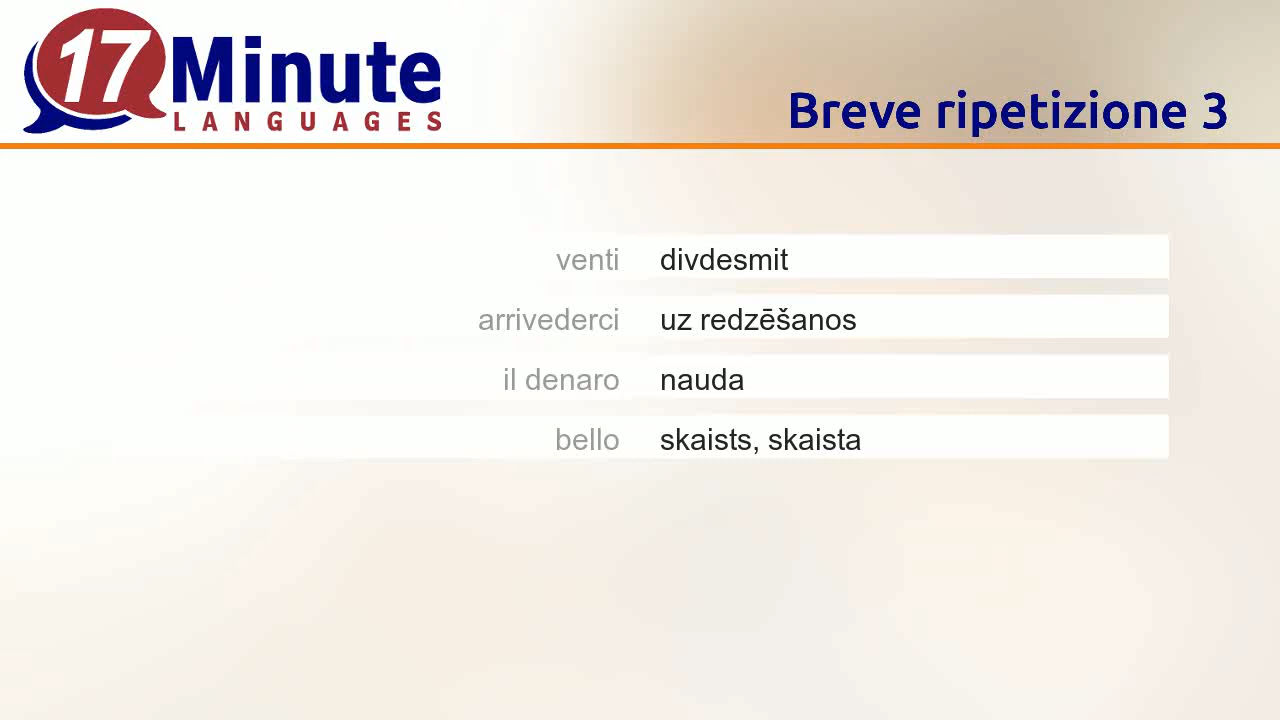 17 Minute
LANGUAGES
Breve ripetizione 3
venti divdesmit
arrivederci uz redzēšanos
il denaro nauda
bello skaists, skaista